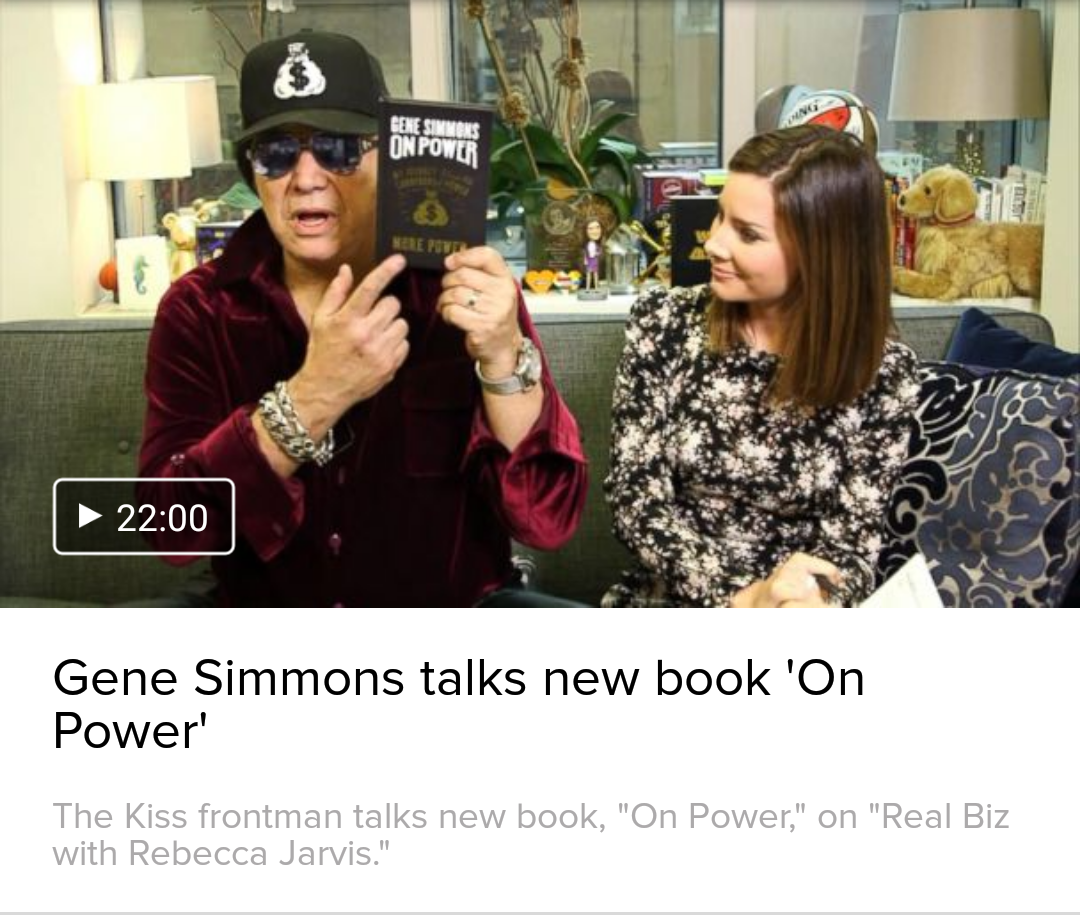 $
GENE SIMMONS
ON POWER
$
MORE POWER
22:00
Gene Simmons talks new book 'On
Power'
The Kiss frontman talks new book, "On Power," on "Real Biz
with Rebecca Jarvis."